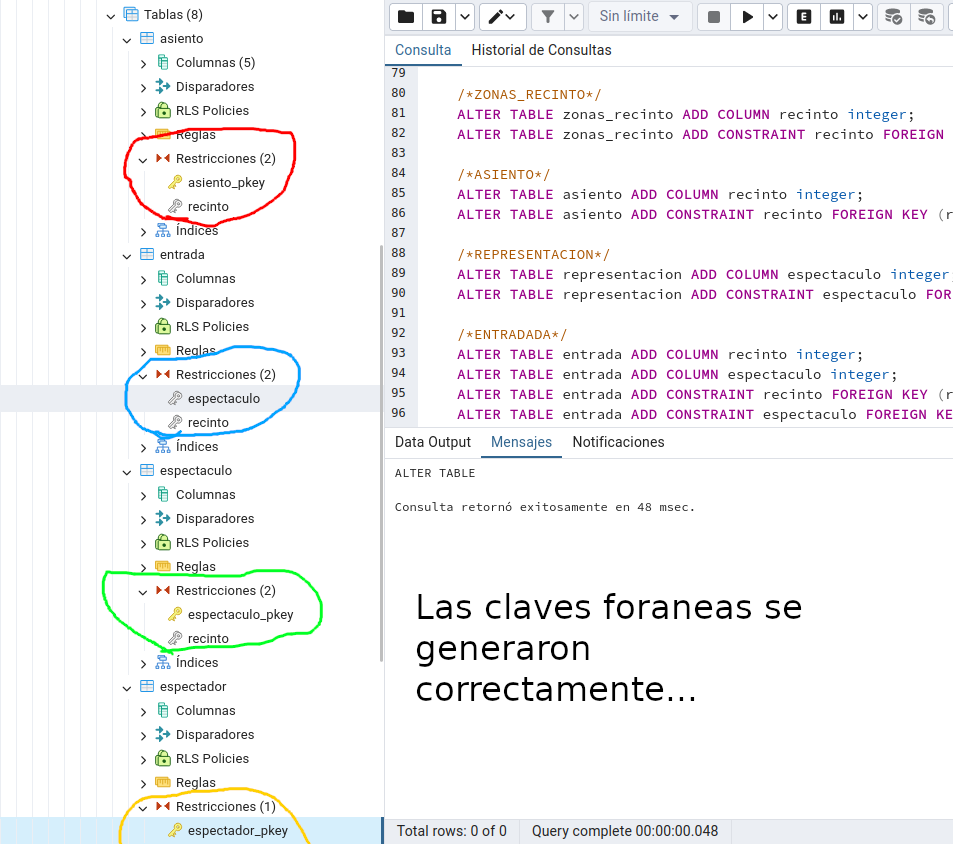 Tablas (8)
asiento
Columnas (5)
Disparadores
RLS Policies
Reglas
Restricciones (2)
asiento_pkey
recinto
Índices
entrada
Columnas
Disparadores
RLS Policies
Reglas
Restricciones (2)
espectaculo
recinto
Índices
espectaculo
Columnas
Disparadores
RLS Policies
Reglas
Restricciones (2)
espectaculo_pkey
recinto
Índices
espectador
Columnas
Disparadores
RLS Policies
Reglas
Restricciones (1)
espectador_pkey
Sin límite
E
Consulta Historial de Consultas
79
80 /*ZONAS_RECINTO*/
81 ALTER TABLE zonas_recinto ADD COLUMN recinto integer;
82 ALTER TABLE zonas_recinto ADD CONSTRAINT recinto FOREIGN
83
84 /*ASIENTO*/
85 ALTER TABLE asiento ADD COLUMN recinto integer;
86 ALTER TABLE asiento ADD CONSTRAINT recinto FOREIGN KEY (r
87
88 /*REPRESENTACION*/
89 ALTER TABLE representacion ADD COLUMN espectaculo integer
90 ALTER TABLE representacion ADD CONSTRAINT espectaculo FOR
91
92 /*ENTRADADA*/
93 ALTER TABLE entrada ADD COLUMN recinto integer;
94 ALTER TABLE entrada ADD COLUMN espectaculo integer;
95 ALTER TABLE entrada ADD CONSTRAINT recinto FOREIGN KEY (r
96 ALTER TABLE entrada ADD CONSTRAINT espectaculo FOREIGN KE
Data Output Mensajes Notificaciones
ALTER TABLE
Consulta retornó exitosamente en 48 msec.
Las claves foraneas se
generaron
correctamente...
Total rows: 0 of 0 Query complete 00:00:00.048